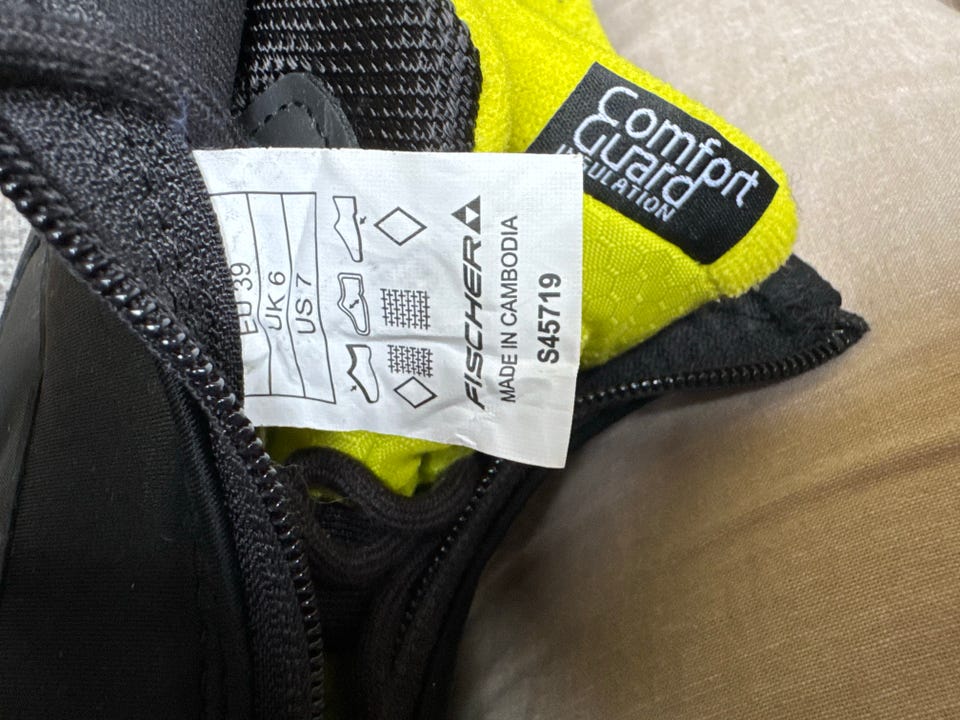 Comfort
Guard
INSULATION
EU 39
UK 6
US 7
FISCHER
MADE IN CAMBODIA
S45719